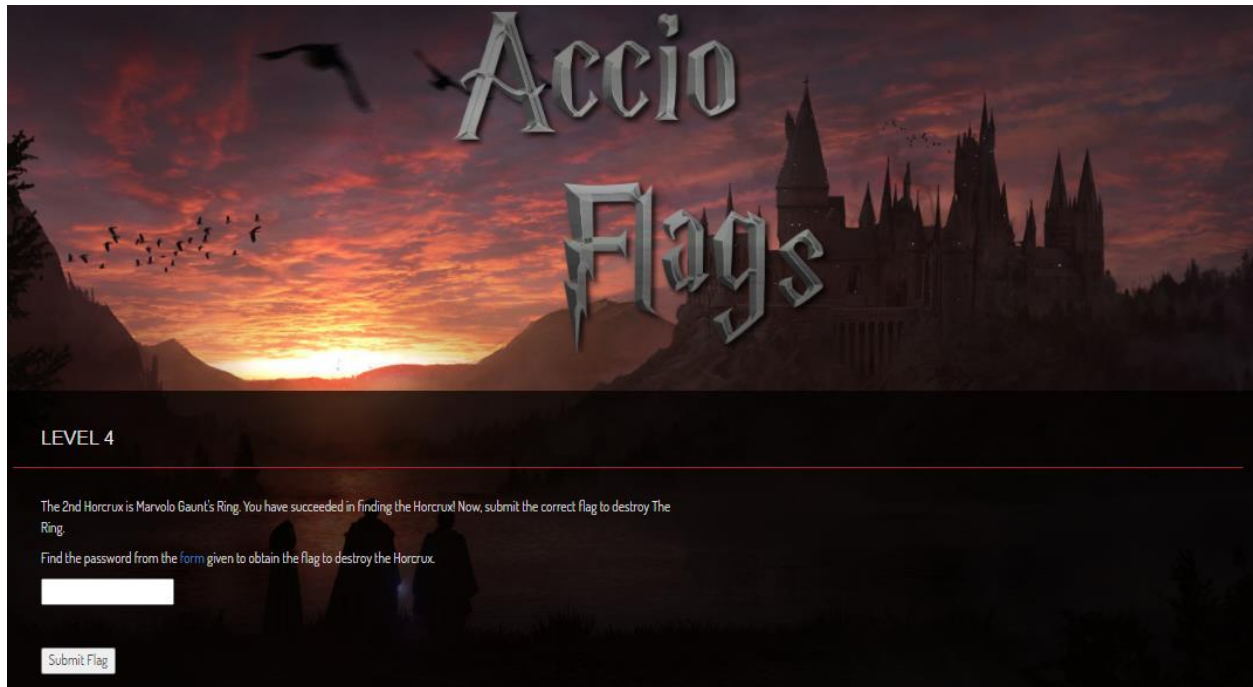 Accio
Flags
LEVEL 4
The 2nd Horcrux is Marvolo Gaunt's Ring. You have succeeded in finding the Horcrux! Now, submit the correct flag to destroy The
Ring.
Find the password from the form given to obtain the flag to destroy the Horcrux.
Submit Flag